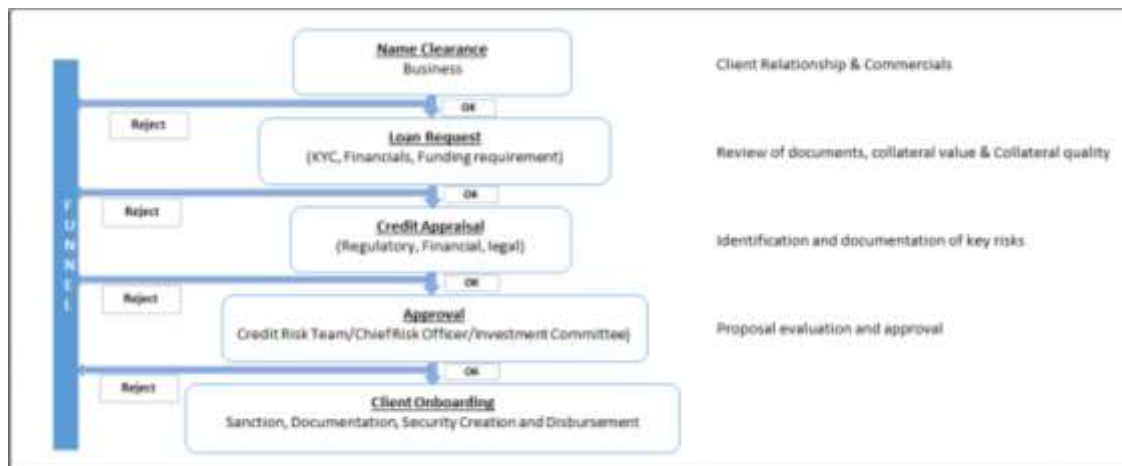 Name Clearance
Business
Client Relationship & Commercials
OK
Reject
Loan Request
(KYC, Financials, Funding requirement)
Review of documents, collateral value & Collateral quality
OK
Reject
Credit Appraisal
(Regulatory, Financial, legal)
Identification and documentation of key risks
OK
Reject
Approval
Credit Risk Team/Chief Risk Officer/Investment Committee)
Proposal evaluation and approval
OK
Reject
Client Onboarding
Sanction, Documentation, Security Creation and Disbursement
FUNNEL